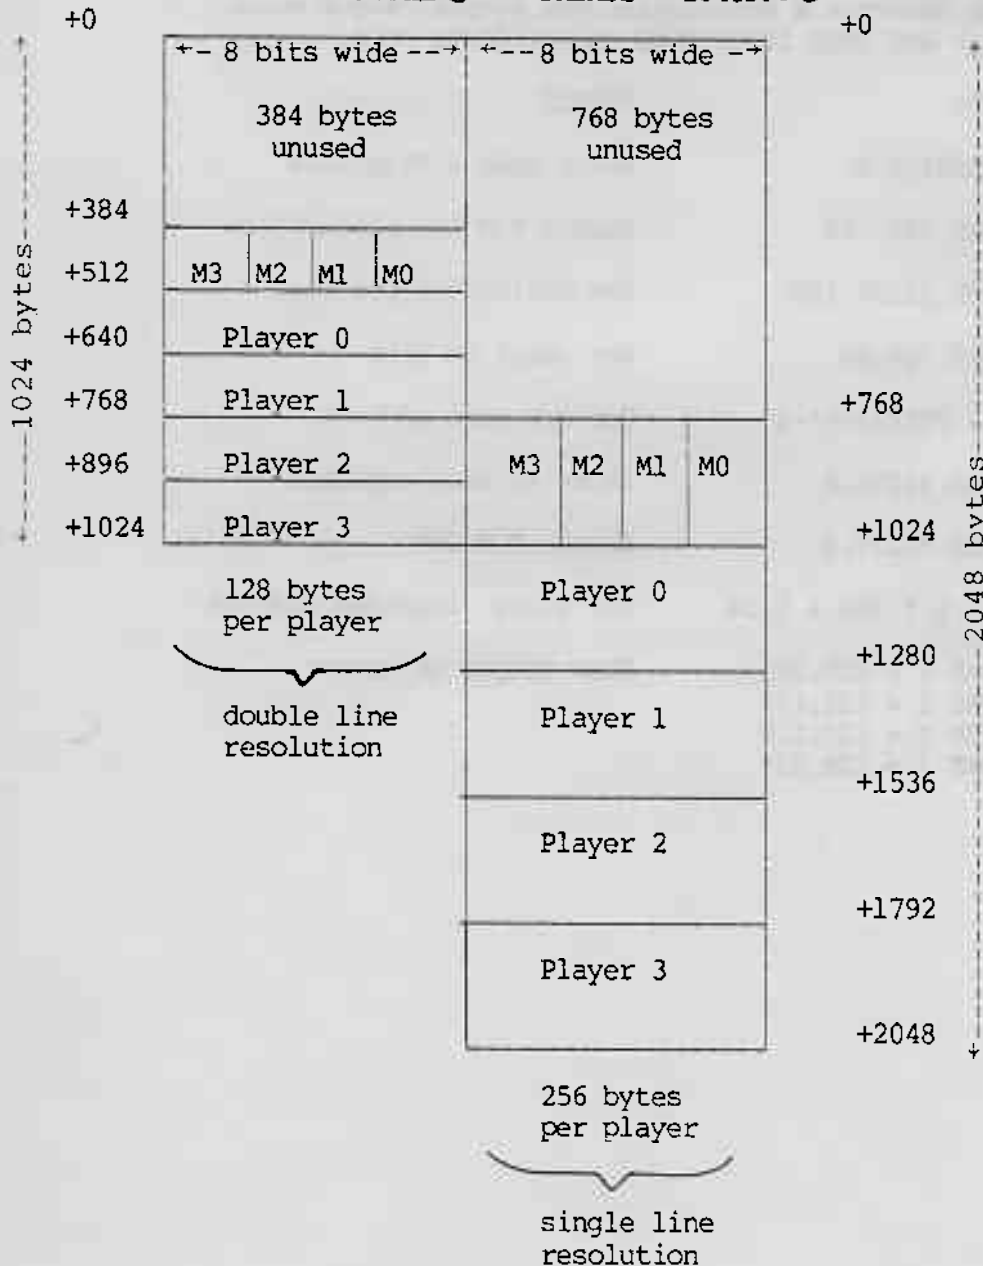 +0
+0
8 bits wide
8 bits wide
384 bytes
unused
768 bytes
unused
+384
+512
M3 M2 M1 M0
+640
Player 0
+768
Player 1
+768
+896
Player 2
M3 M2 M1 M0
+1024
Player 3
+1024
1024 bytes
128 bytes
per player
double line
resolution
Player 0
+1280
Player 1
+1536
Player 2
+1792
Player 3
+2048
2048 bytes
256 bytes
per player
single line
resolution